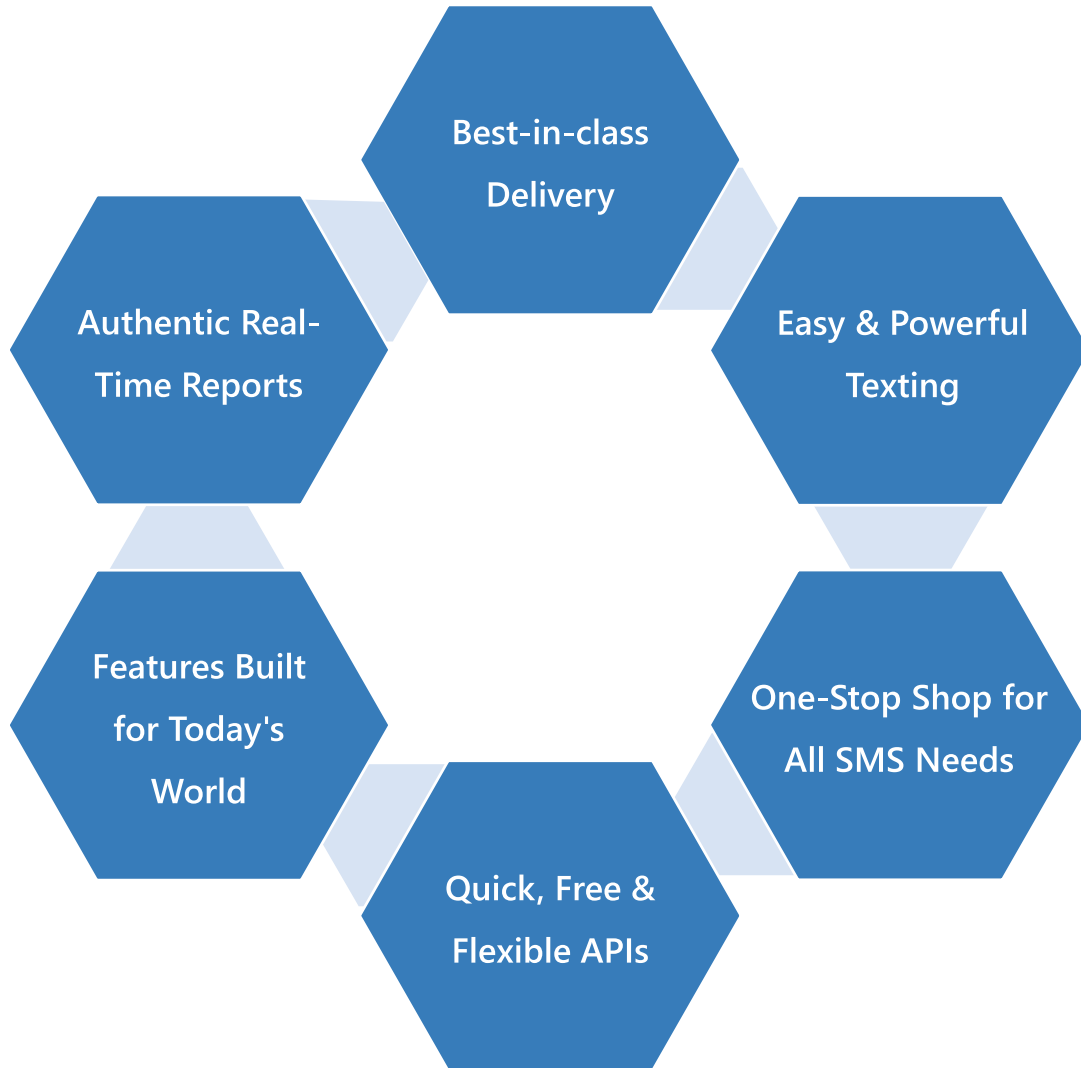 Best-in-class
Delivery
Easy & Powerful
Texting
One-Stop Shop for
All SMS Needs
Quick, Free &
Flexible APIs
Features Built
for Today's
World
Authentic Real-
Time Reports